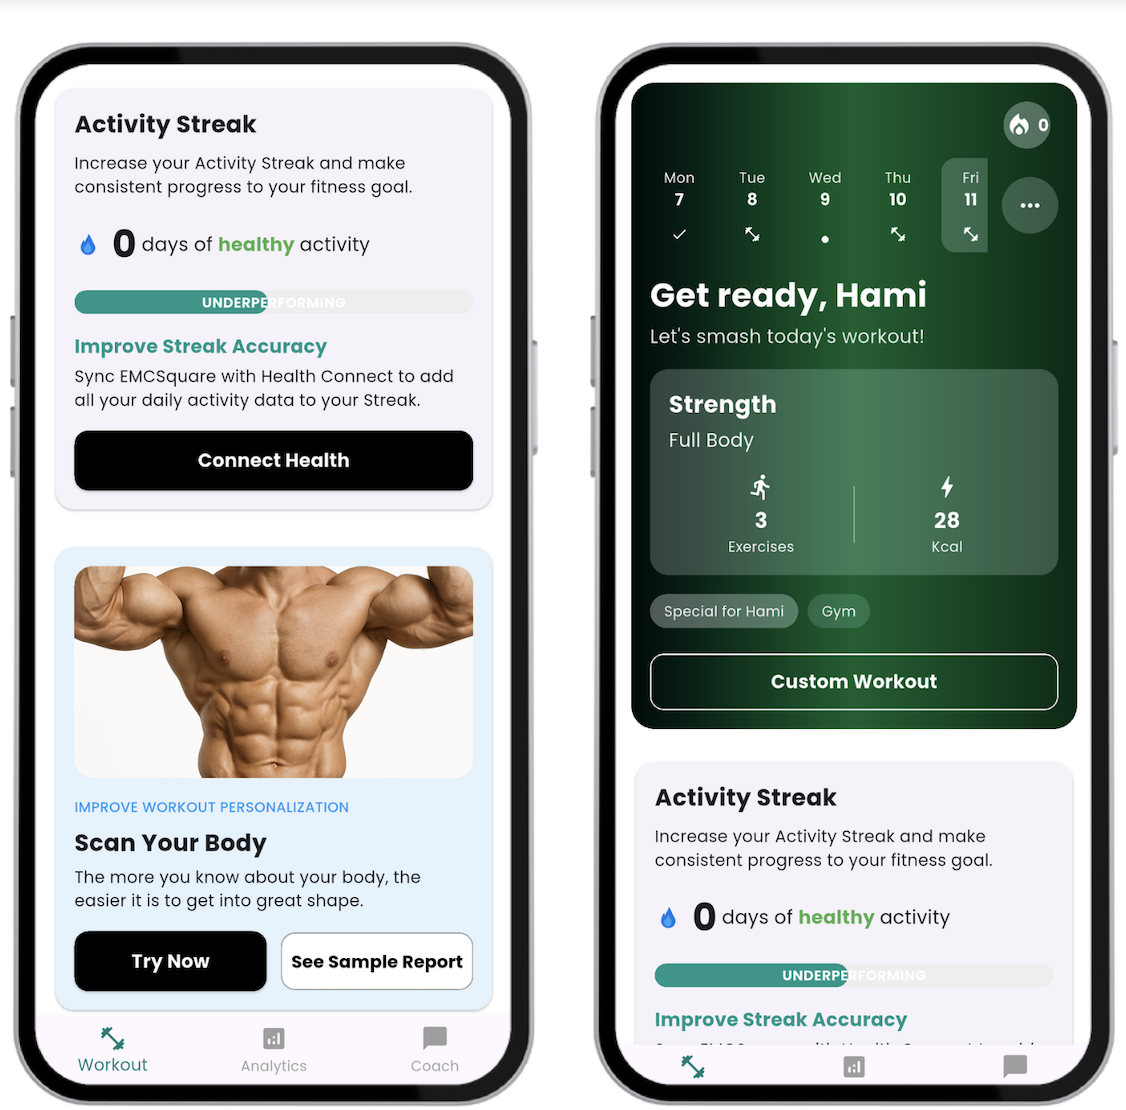 Activity Streak
Increase your Activity Streak and make
consistent progress to your fitness goal.
0 days of healthy activity
UNDERPERFORMING
Improve Streak Accuracy
Sync EMCSquare with Health Connect to add
all your daily activity data to your Streak.
Connect Health
IMPROVE WORKOUT PERSONALIZATION
Scan Your Body
The more you know about your body, the
easier it is to get into great shape.
Try Now
See Sample Report
Workout
Analytics
Coach
0
Mon Tue Wed Thu Fri
7 8 9 10 11
Get ready, Hami
Let's smash today's workout!
Strength
Full Body
3 28
Exercises Kcal
Special for Hami Gym
Custom Workout
Activity Streak
Increase your Activity Streak and make
consistent progress to your fitness goal.
0 days of healthy activity
UNDERPERFORMING
Improve Streak Accuracy